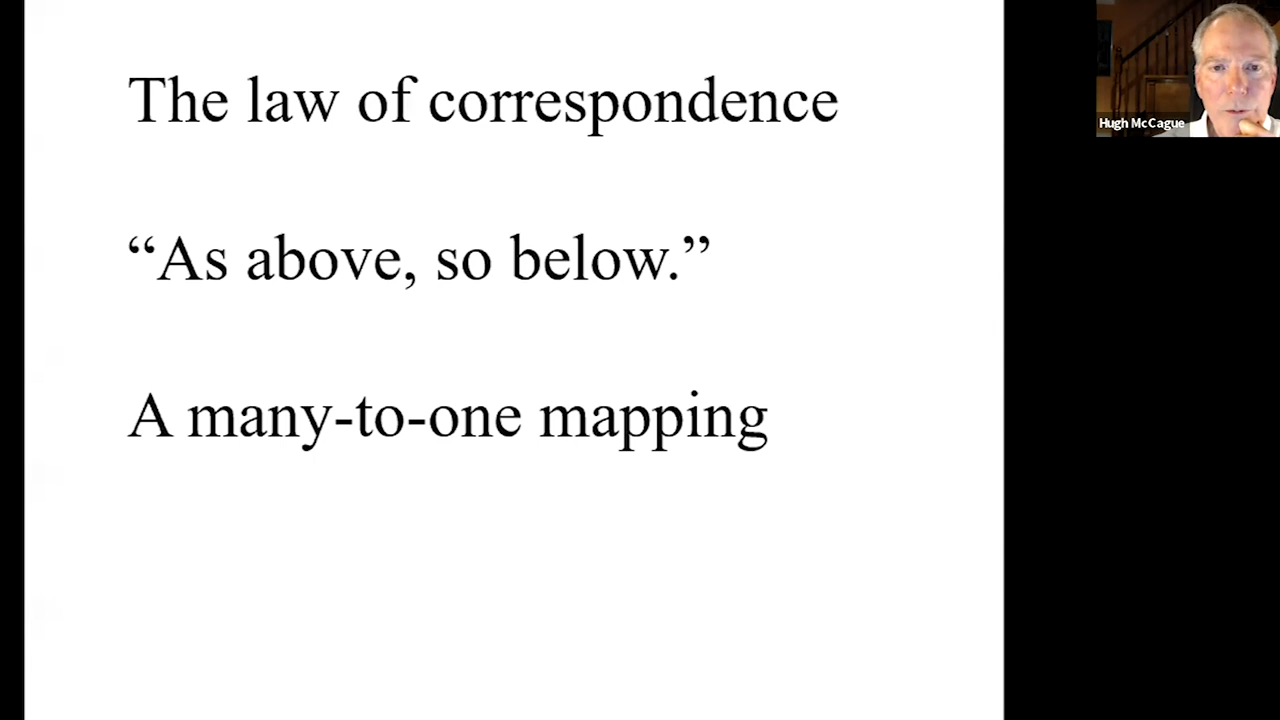 The law of correspondence
“As above, so below.”
A many-to-one mapping
Hugh McCague